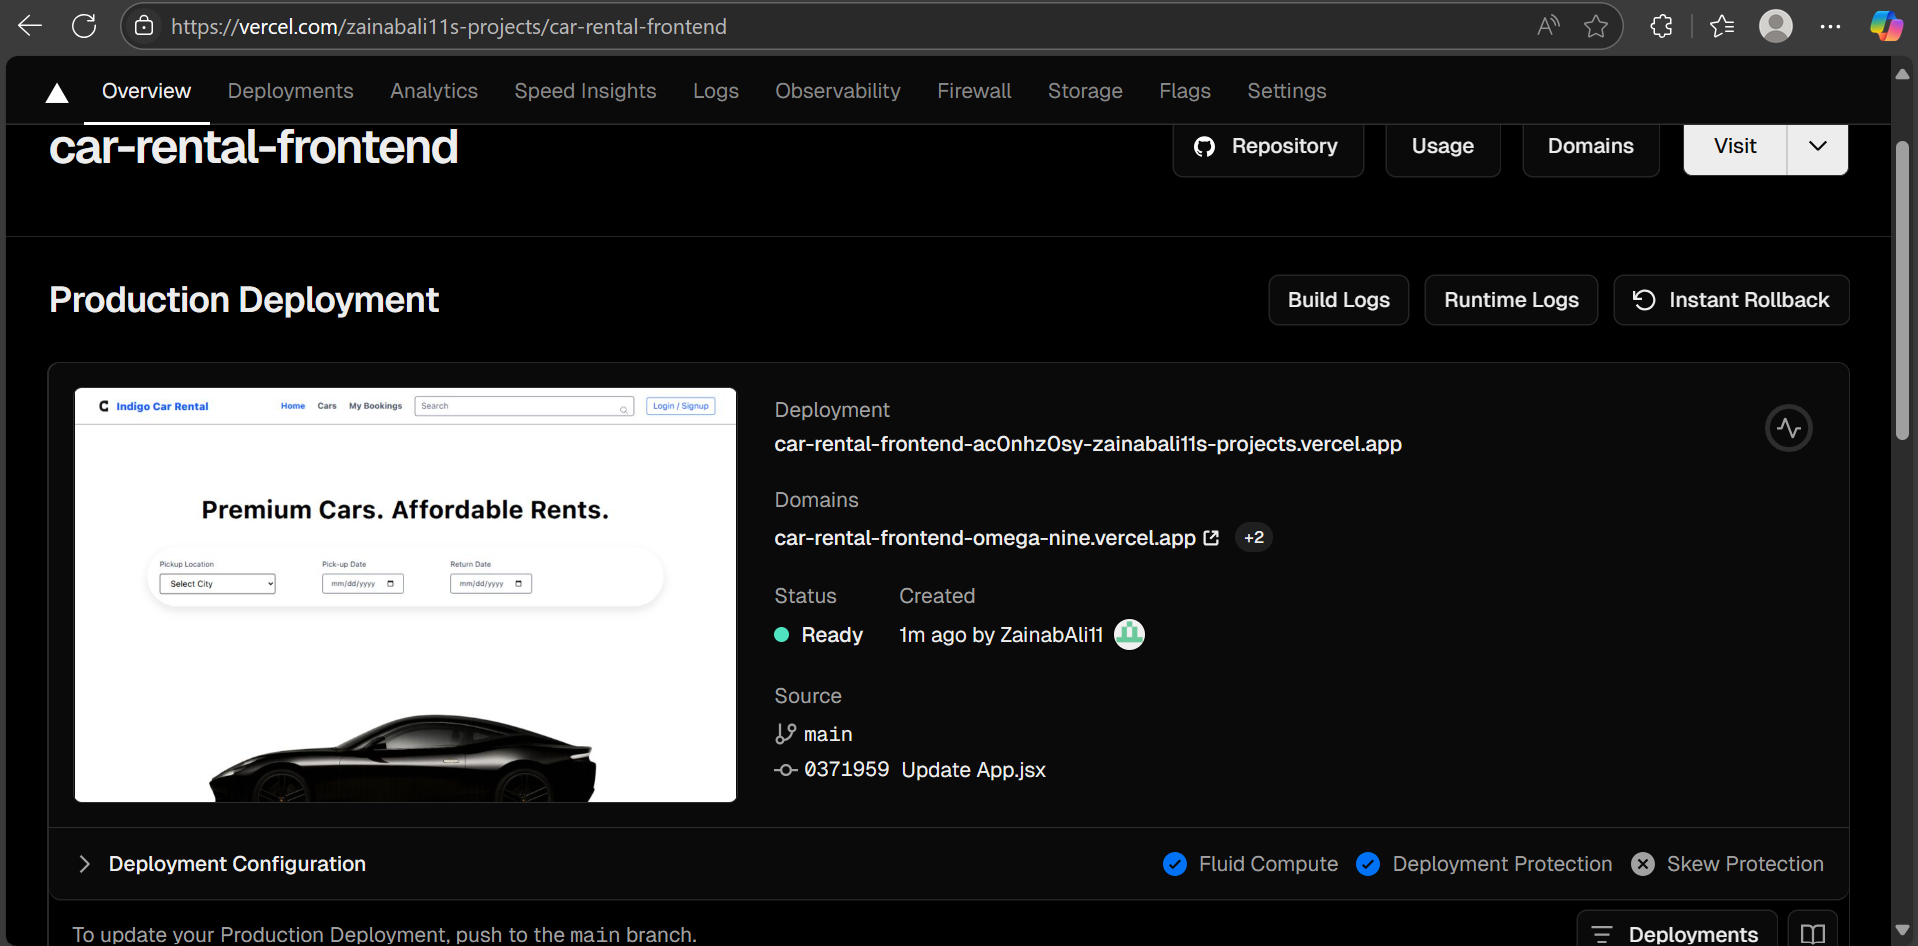 https://vercel.com/zainabali11s-projects/car-rental-frontend
Overview Deployments Analytics Speed Insights Logs Observability Firewall Storage Flags Settings
car-rental-frontend
Repository Usage Domains Visit
Production Deployment
Build Logs Runtime Logs Instant Rollback
Indigo Car Rental Home Cars My Bookings Search Login / Signup
Premium Cars. Affordable Rents.
Pickup Location Pick-up Date Return Date
Select City mm/dd/yyyy mm/dd/yyyy
Deployment
car-rental-frontend-ac0nhz0sy-zainabali11s-projects.vercel.app
Domains
car-rental-frontend-omega-nine.vercel.app +2
Status Created
Ready 1m ago by ZainabAli11
Source
main
0371959 Update App.jsx
Deployment Configuration Fluid Compute Deployment Protection Skew Protection
To update your Production Deployment, push to the main branch. Deployments